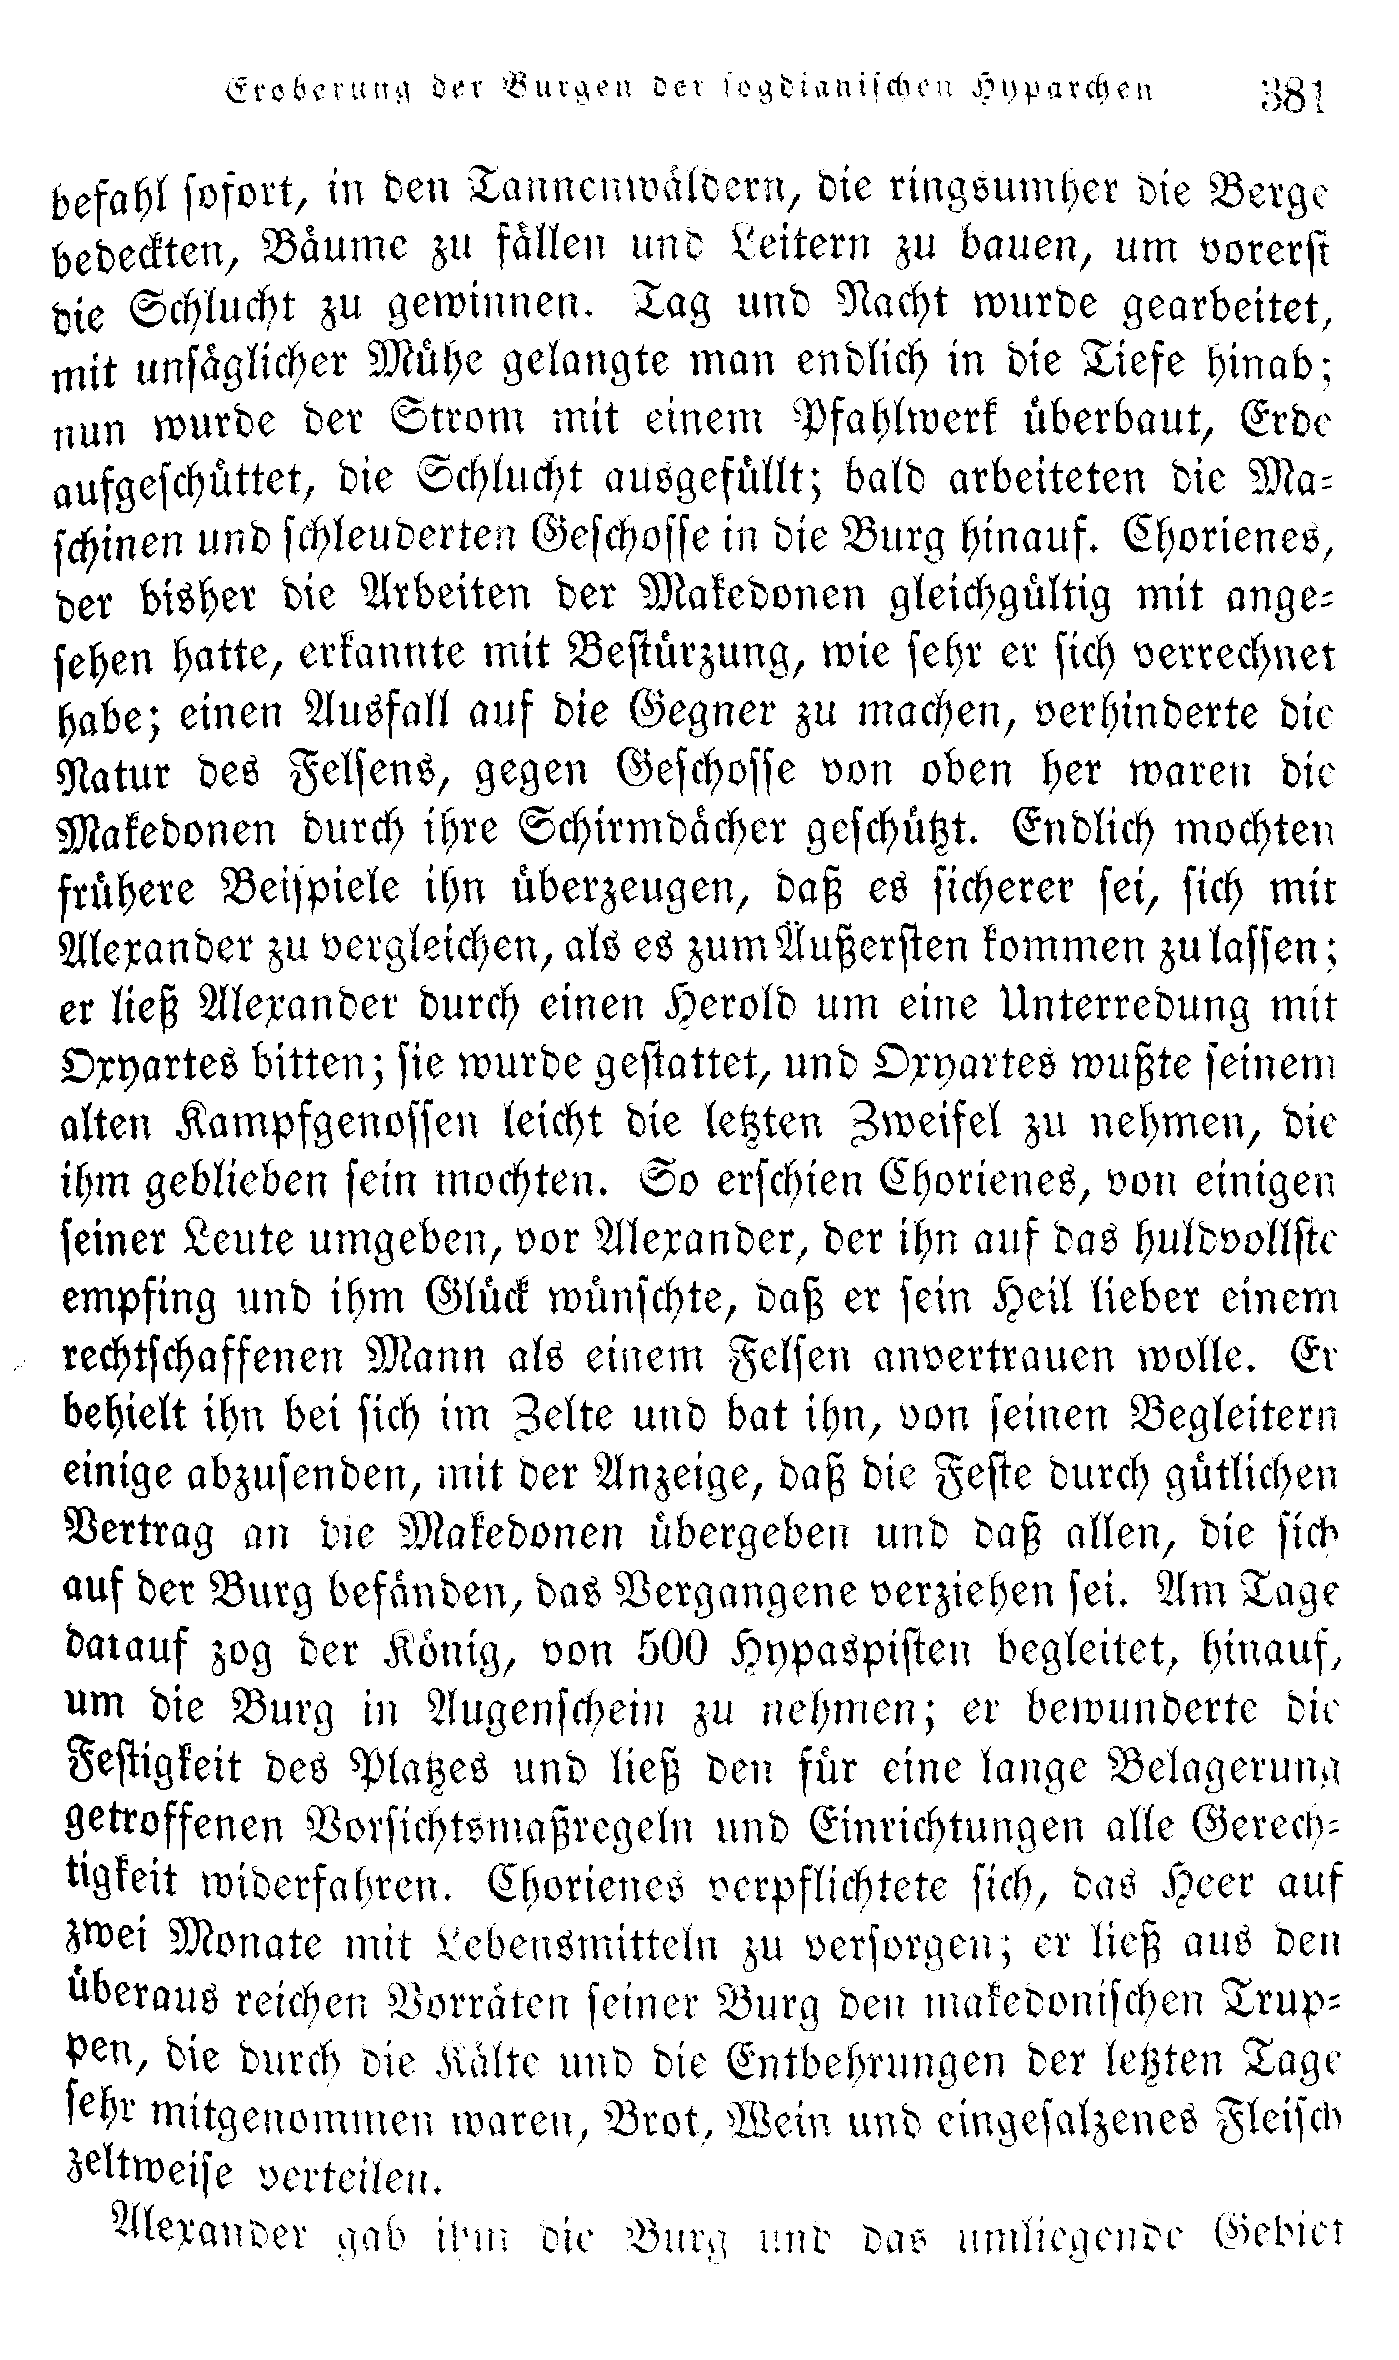 Eroberung der Burgen der sogdianischen Hyparchen 381
befahl sofort, in den Tannenwäldern, die ringsumher die Berge
bedeckten, Bäume zu fällen und Leitern zu bauen, um vorerst
die Schlucht zu gewinnen. Tag und Nacht wurde gearbeitet,
mit unsäglicher Mühe gelangte man endlich in die Tiefe hinab;
nun wurde der Strom mit einem Pfahlwerk überbaut, Erde
aufgeschüttet, die Schlucht ausgefüllt; bald arbeiteten die Ma-
schinen und schleuderten Geschosse in die Burg hinauf. Chorienes,
der bisher die Arbeiten der Makedonen gleichgültig mit ange-
sehen hatte, erkannte mit Bestürzung, wie sehr er sich verrechnet
habe; einen Ausfall auf die Gegner zu machen, verhinderte die
Natur des Felsens, gegen Geschosse von oben her waren die
Makedonen durch ihre Schirmdächer geschützt. Endlich mochten
frühere Beispiele ihn überzeugen, daß es sicherer sei, sich mit
Alexander zu vergleichen, als es zum Äußersten kommen zu lassen;
er ließ Alexander durch einen Herold um eine Unterredung mit
Oxyartes bitten; sie wurde gestattet, und Oxyartes wußte seinem
alten Kampfgenossen leicht die letzten Zweifel zu nehmen, die
ihm geblieben sein mochten. So erschien Chorienes, von einigen
seiner Leute umgeben, vor Alexander, der ihn auf das huldvollste
empfing und ihm Glück wünschte, daß er sein Heil lieber einem
rechtschaffenen Mann als einem Felsen anvertrauen wolle. Er
behielt ihn bei sich im Zelte und bat ihn, von seinen Begleitern
einige abzusenden, mit der Anzeige, daß die Feste durch gütlichen
Vertrag an die Makedonen übergeben und daß allen, die sich
auf der Burg befänden, das Vergangene verziehen sei. Am Tage
darauf zog der König, von 500 Hypaspisten begleitet, hinauf,
um die Burg in Augenschein zu nehmen; er bewunderte die
Festigkeit des Platzes und ließ den für eine lange Belagerung
getroffenen Vorsichtsmaßregeln und Einrichtungen alle Gerech-
tigkeit widerfahren. Chorienes verpflichtete sich, das Heer auf
zwei Monate mit Lebensmitteln zu versorgen; er ließ aus den
überaus reichen Vorräten seiner Burg den makedonischen Trup-
pen, die durch die Kälte und die Entbehrungen der letzten Tage
sehr mitgenommen waren, Brot, Wein und eingesalzenes Fleisch
zeltweise verteilen.
Alexander gab ihm die Burg und das umliegende Gebiet